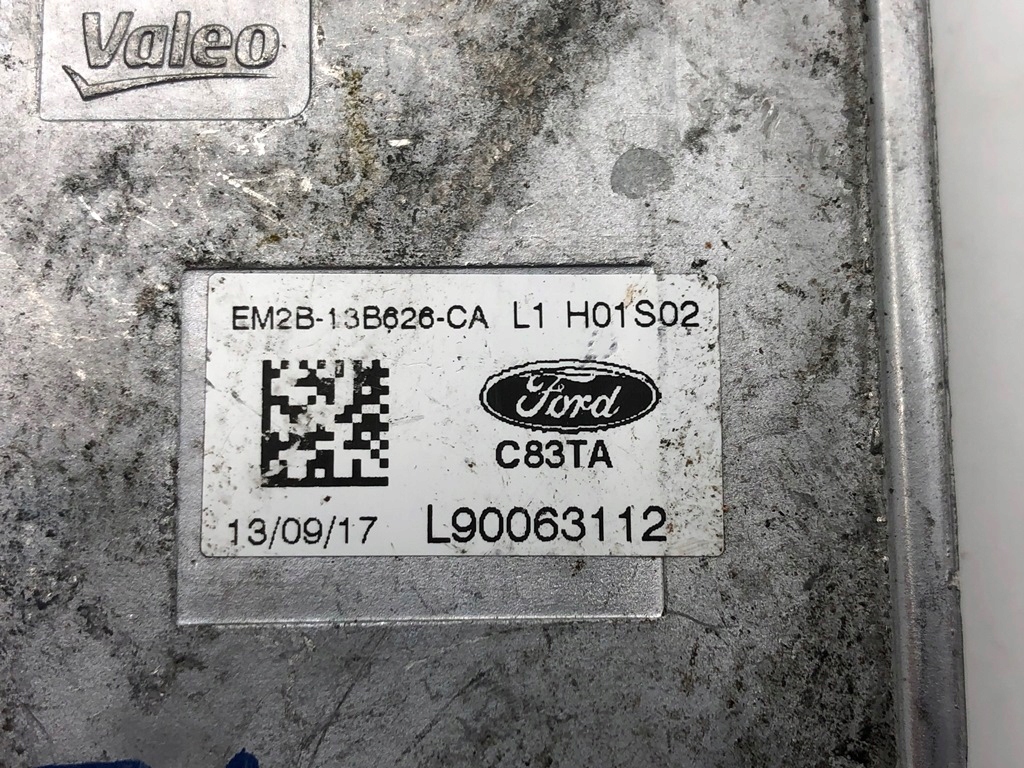 Valeo
EM2B-13B626-CA L1 H01S02
Ford
C83TA
13/09/17 L90063112